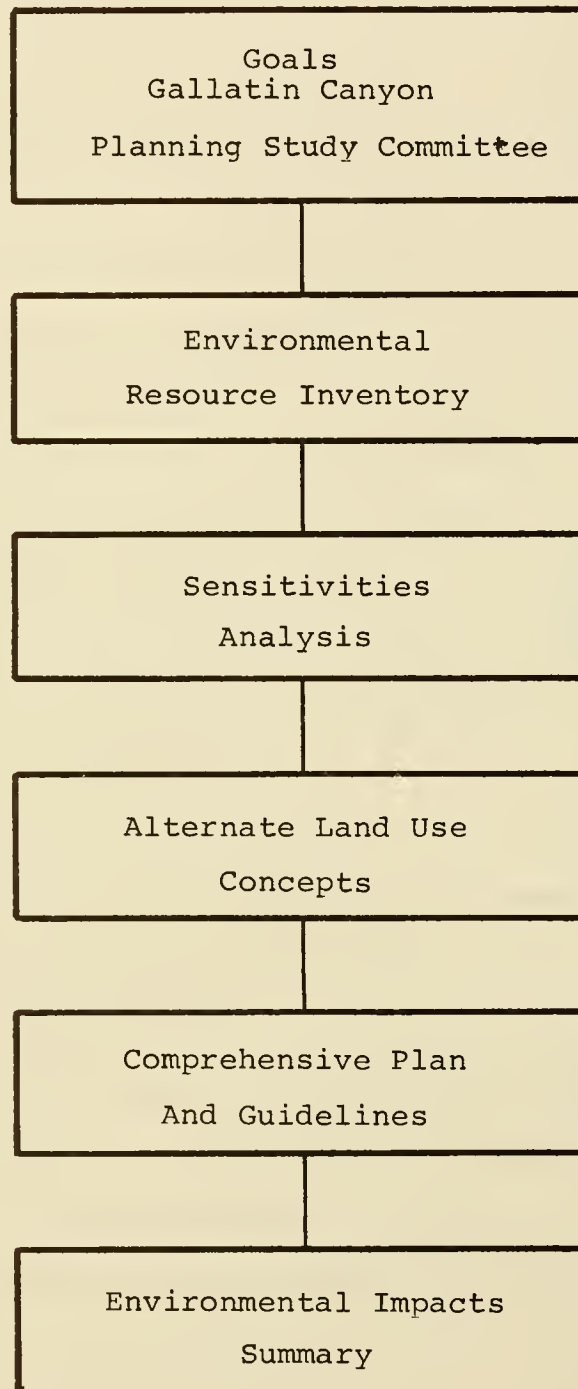 Goals
Gallatin Canyon
Planning Study Committee
Environmental
Resource Inventory
Sensitivities
Analysis
Alternate Land Use
Concepts
Comprehensive Plan
And Guidelines
Environmental Impacts
Summary